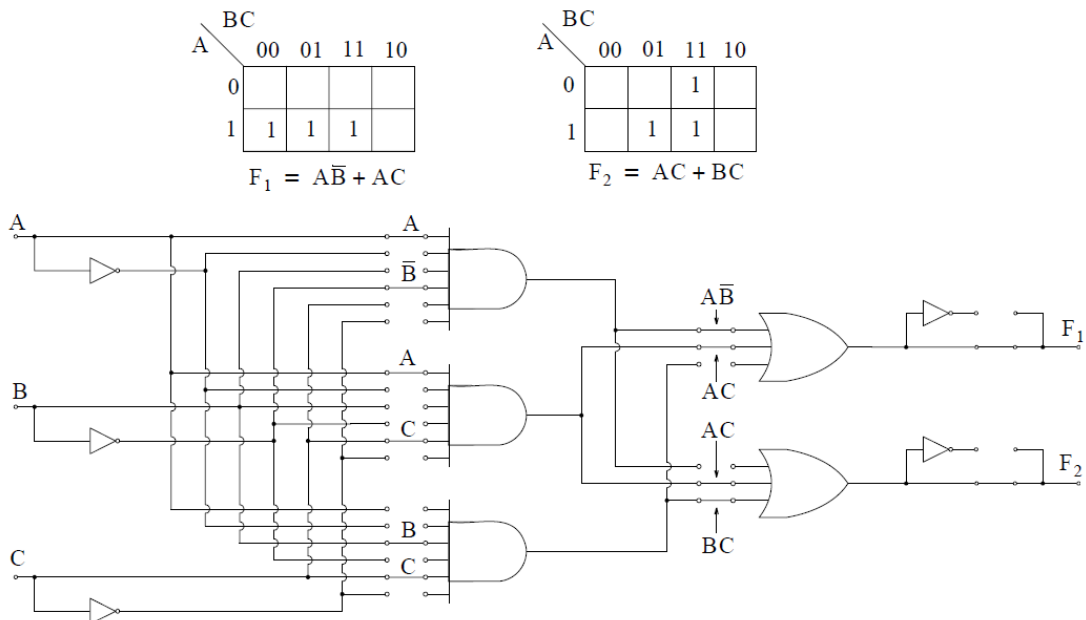 BC BC
A 00 01 11 10 A 00 01 11 10
0 0 1
1 1 1 1 1 1 1
F₁ = AB̅ + AC F₂ = AC + BC
A A
B̅
AB̅
F₁
A
B
AC
C AC
F₂
B
BC
C C